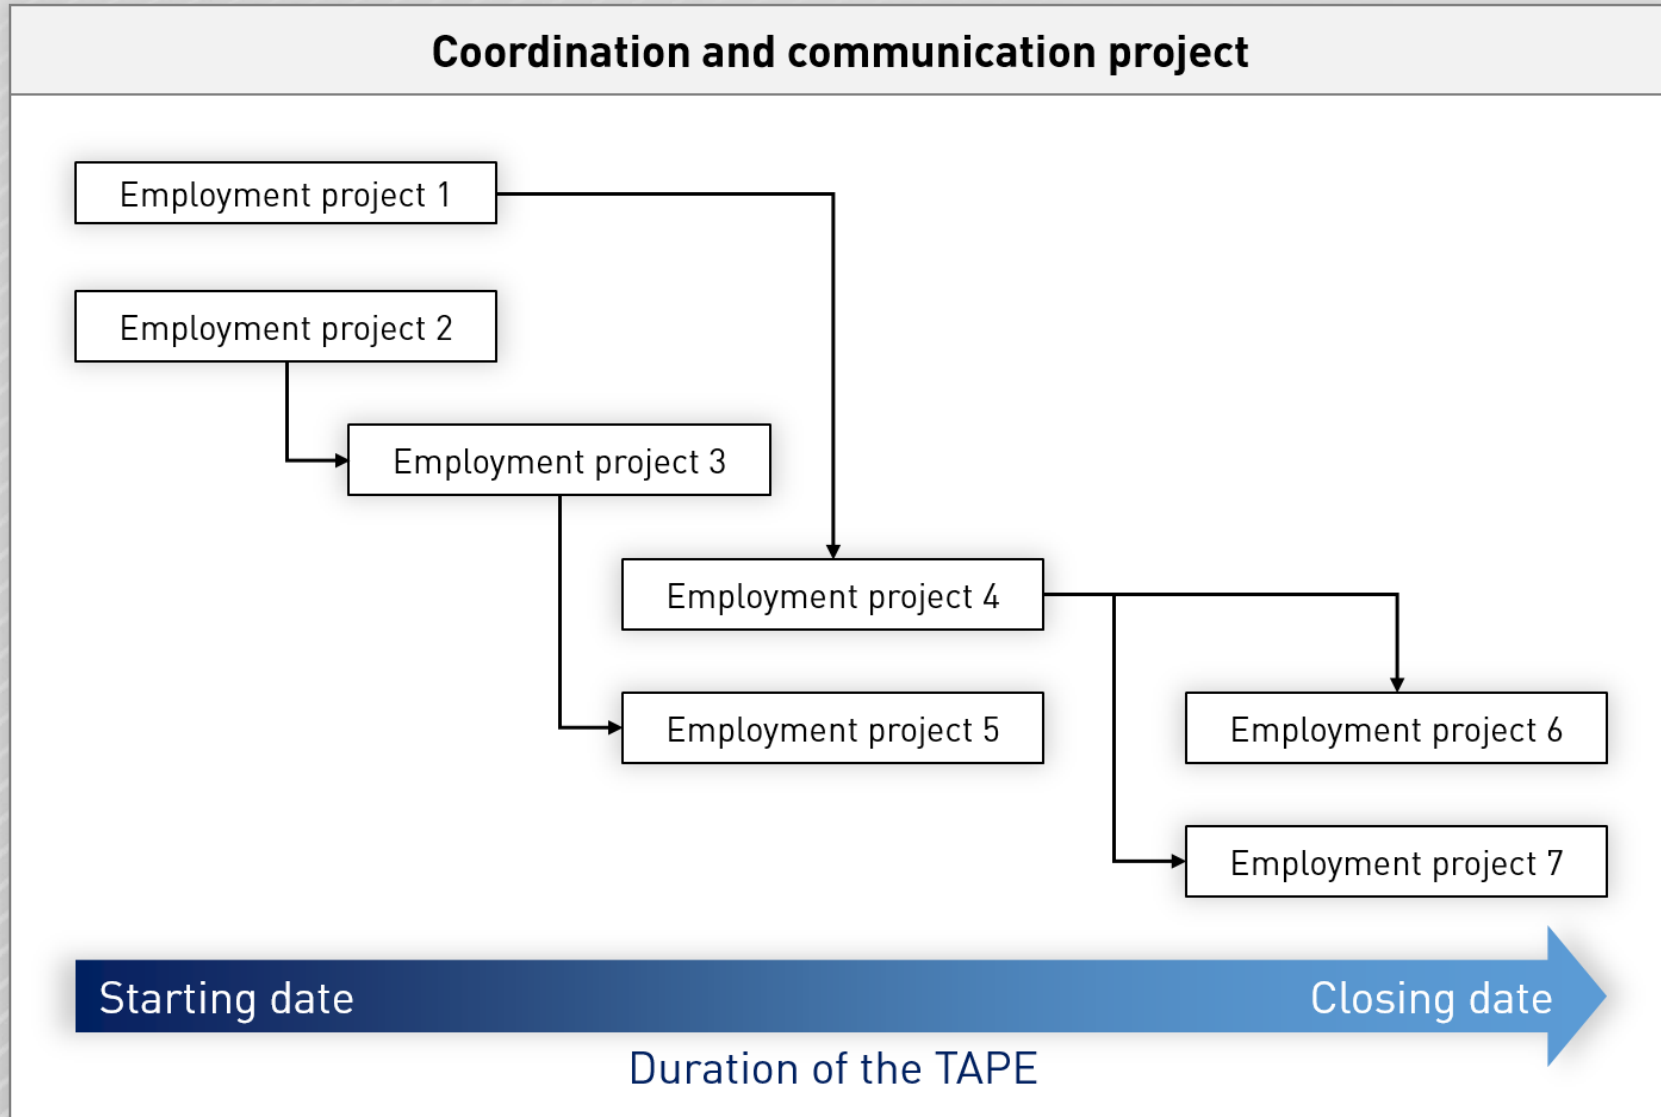 Coordination and communication project
Employment project 1
Employment project 2
Employment project 3
Employment project 4
Employment project 5
Employment project 6
Employment project 7
Starting date
Closing date
Duration of the TAPE